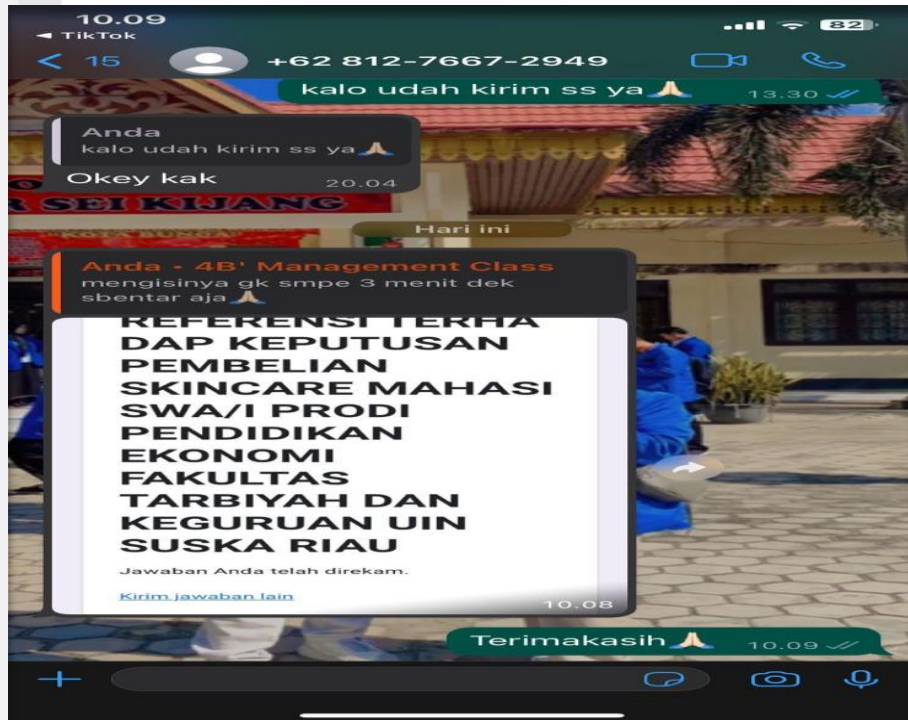 10.09
82
◄ TikTok
15
+62 812-7667-2949
kalo udah kirim ss ya🙏🏻
13.30
Anda
kalo udah kirim ss ya🙏🏻
Okey kak
20.04
R SEI KIJANG
Hari ini
Anda • 4B' Management Class
mengisinya gk smpe 3 menit dek
sbentar aja🙏🏻
REFERENSI TERHA
DAP KEPUTUSAN
PEMBELIAN
SKINCARE MAHASI
SWA/I PRODI
PENDIDIKAN
EKONOMI
FAKULTAS
TARBIYAH DAN
KEGURUAN UIN
SUSKA RIAU
Jawaban Anda telah direkam.
Kirim jawaban lain
10.08
Terimakasih🙏🏻
10.09